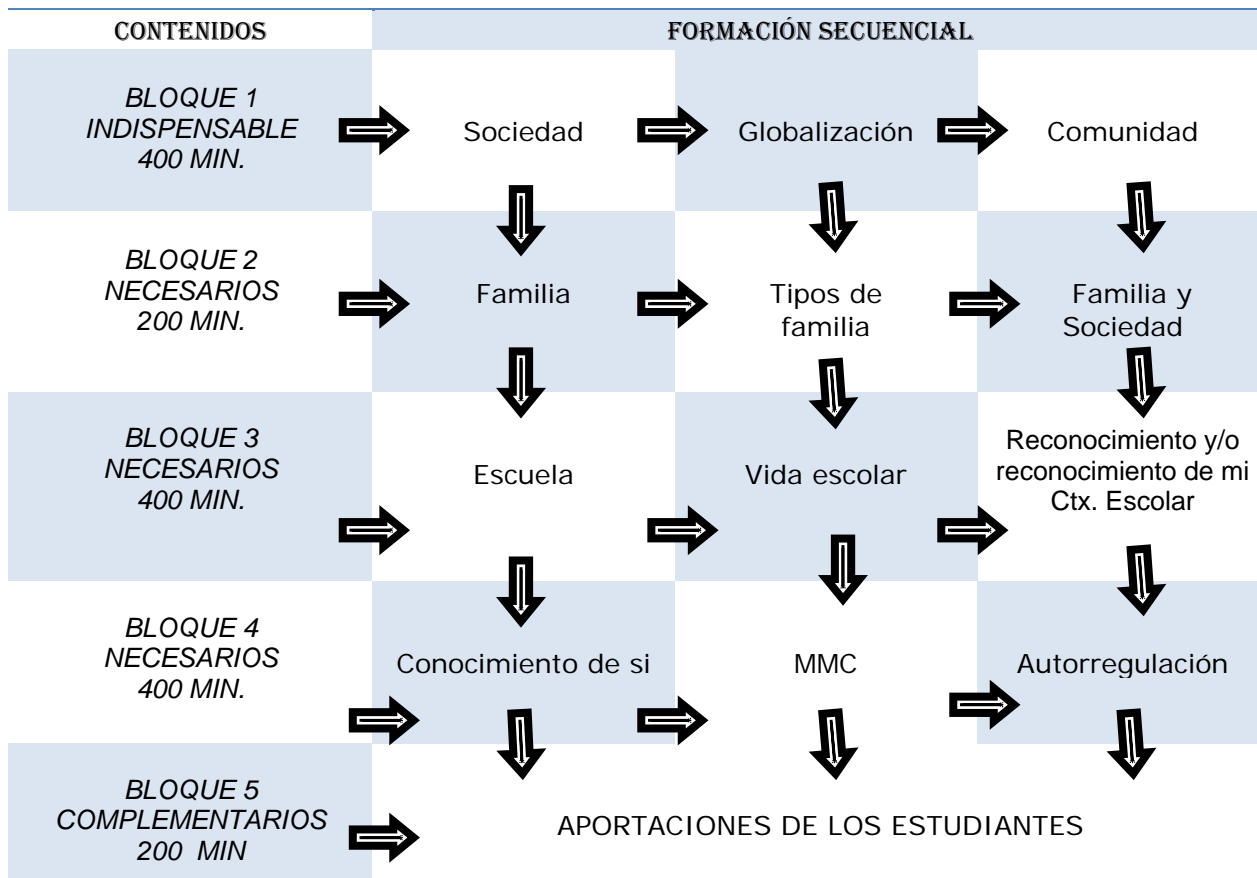 CONTENIDOS
FORMACIÓN SECUENCIAL
BLOQUE 1
INDISPENSABLE
400 MIN.
Sociedad
Globalización
Comunidad
BLOQUE 2
NECESARIOS
200 MIN.
Familia
Tipos de
familia
Familia y
Sociedad
BLOQUE 3
NECESARIOS
400 MIN.
Escuela
Vida escolar
Reconocimiento y/o
reconocimiento de mi
Ctx. Escolar
BLOQUE 4
NECESARIOS
400 MIN.
Conocimiento de si
MMC
Autorregulación
BLOQUE 5
COMPLEMENTARIOS
200 MIN
APORTACIONES DE LOS ESTUDIANTES